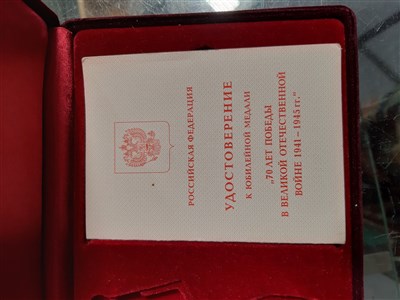 РОССИЙСКАЯ ФЕДЕРАЦИЯ
УДОСТОВЕРЕНИЕ
К ЮБИЛЕЙНОЙ МЕДАЛИ
„70 ЛЕТ ПОБЕДЫ
В ВЕЛИКОЙ ОТЕЧЕСТВЕННОЙ
ВОЙНЕ 1941 – 1945 гг.“